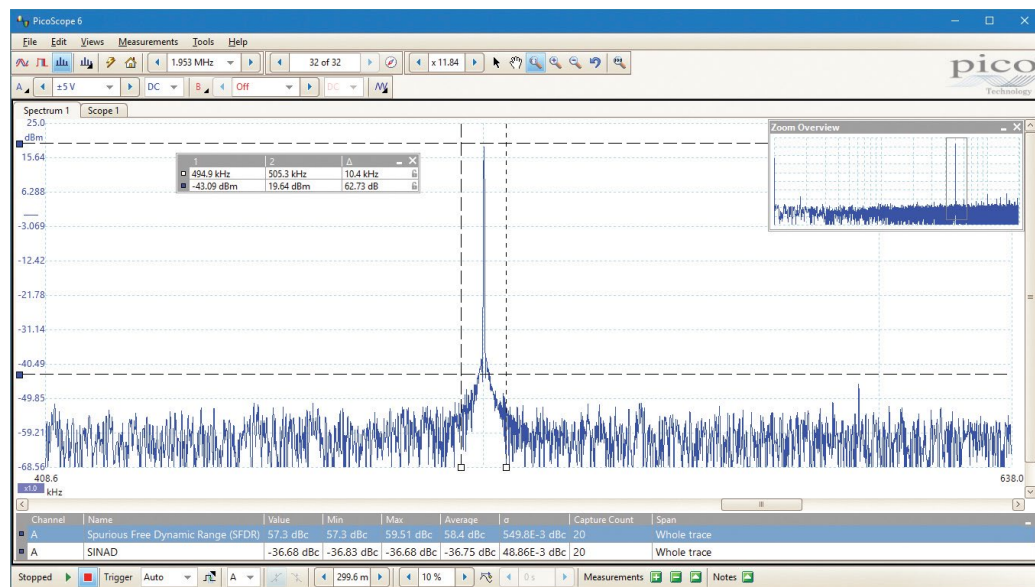 PicoScope 6
File Edit Views Measurements Tools Help
1.953 MHz 32 of 32 x 11.84
A ±5 V DC B Off DC
pico
Technology
Spectrum 1 Scope 1
25.0
dBm
15.64
6.288
-3.069
-12.42
-21.78
-31.14
-40.49
-49.85
-59.21
-68.56
1 2 Δ
494.9 kHz 505.3 kHz 10.4 kHz
-43.09 dBm 19.64 dBm 62.73 dB
Zoom Overview
408.6 638.0
x1.0 kHz
Channel Name Value Min Max Average σ Capture Count Span
A Spurious Free Dynamic Range (SFDR) 57.3 dBc 57.3 dBc 59.51 dBc 58.4 dBc 549.8E-3 dBc 20 Whole trace
A SINAD -36.68 dBc -36.83 dBc -36.68 dBc -36.75 dBc 48.86E-3 dBc 20 Whole trace
Stopped Trigger Auto A 299.6 m 10 % 0 s Measurements Notes